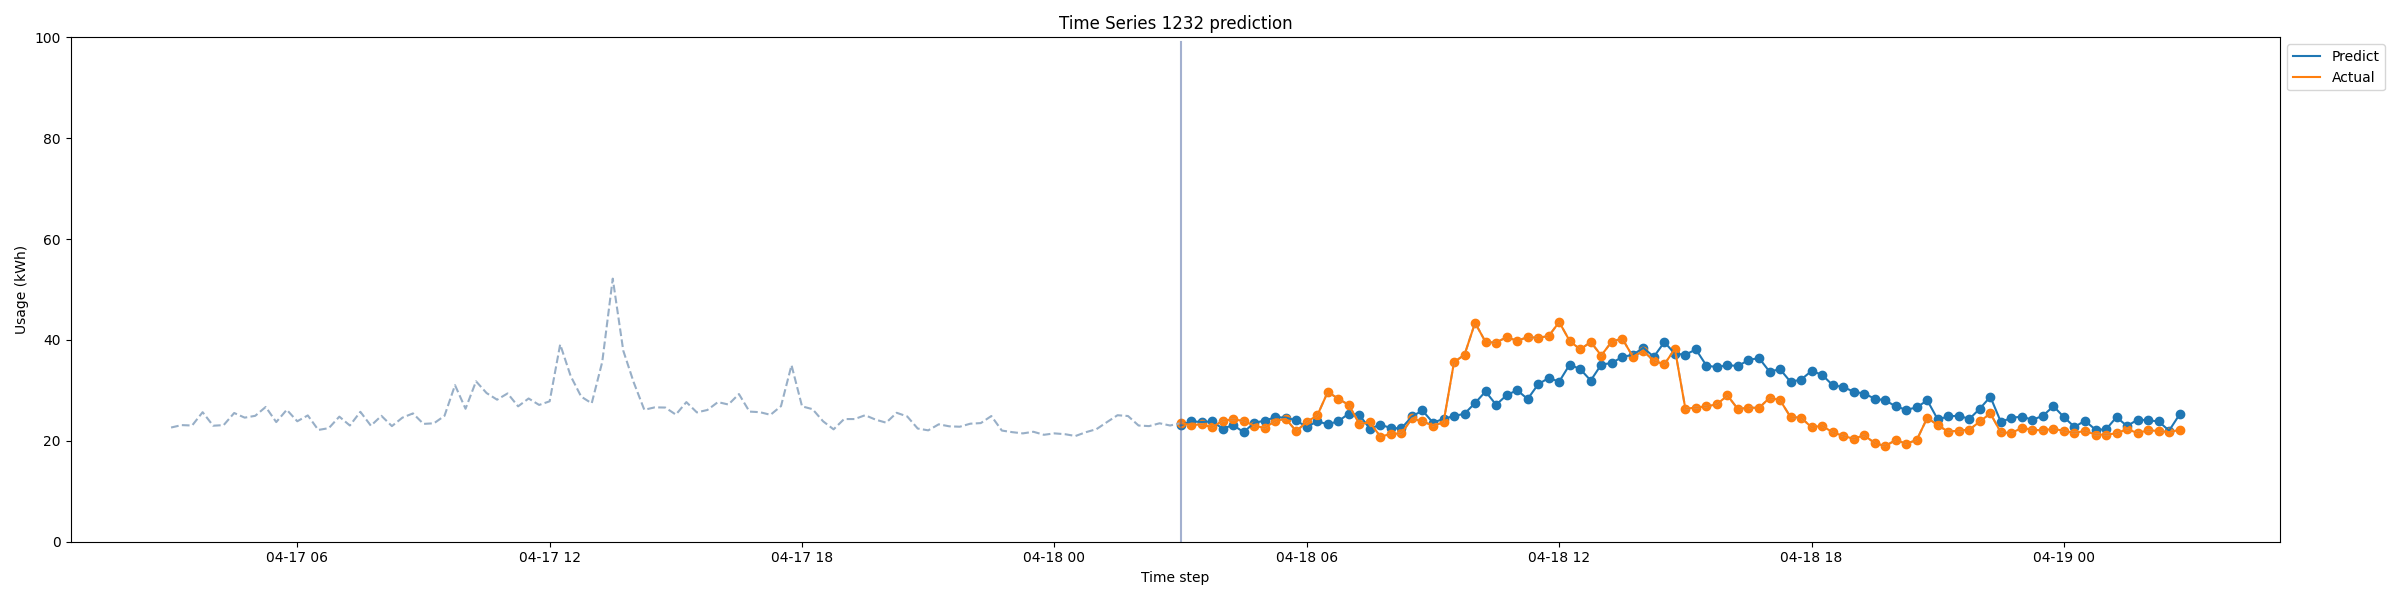 Time Series 1232 prediction
Usage (kWh)
100
80
60
40
20
0
Predict
Actual
04-17 06
04-17 12
04-17 18
04-18 00
04-18 06
04-18 12
04-18 18
04-19 00
Time step